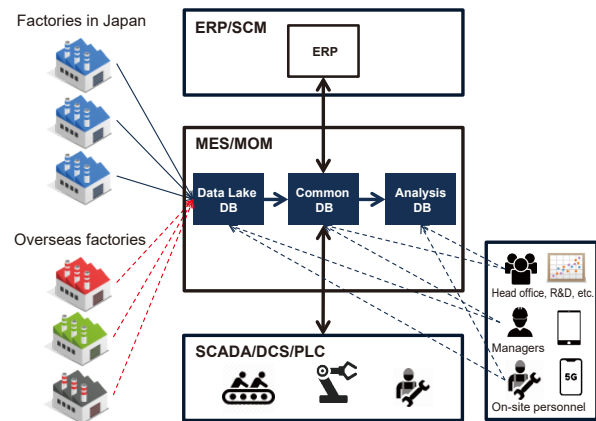 Factories in Japan
ERP/SCM
ERP
MES/MOM
Data Lake
DB
Common
DB
Analysis
DB
Overseas factories
Head office, R&D, etc.
Managers
5G
On-site personnel
SCADA/DCS/PLC